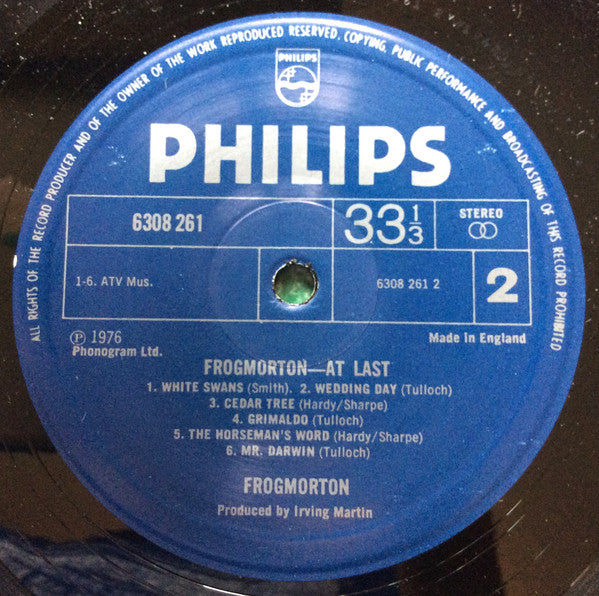 ALL RIGHTS OF THE RECORD PRODUCER AND OF THE OWNER OF THE WORK REPRODUCED RESERVED. COPYING, PUBLIC PERFORMANCE AND BROADCASTING OF THIS RECORD PROHIBITED
PHILIPS
PHILIPS
6308 261
33 1/3
STEREO
1-6. ATV Mus.
6308 261 2
2
Ⓟ 1976
Phonogram Ltd.
Made in England
FROGMORTON—AT LAST
1. WHITE SWANS (Smith). 2. WEDDING DAY (Tulloch)
3. CEDAR TREE (Hardy/Sharpe)
4. GRIMALDO (Tulloch)
5. THE HORSEMAN'S WORD (Hardy/Sharpe)
6. MR. DARWIN (Tulloch)
FROGMORTON
Produced by Irving Martin